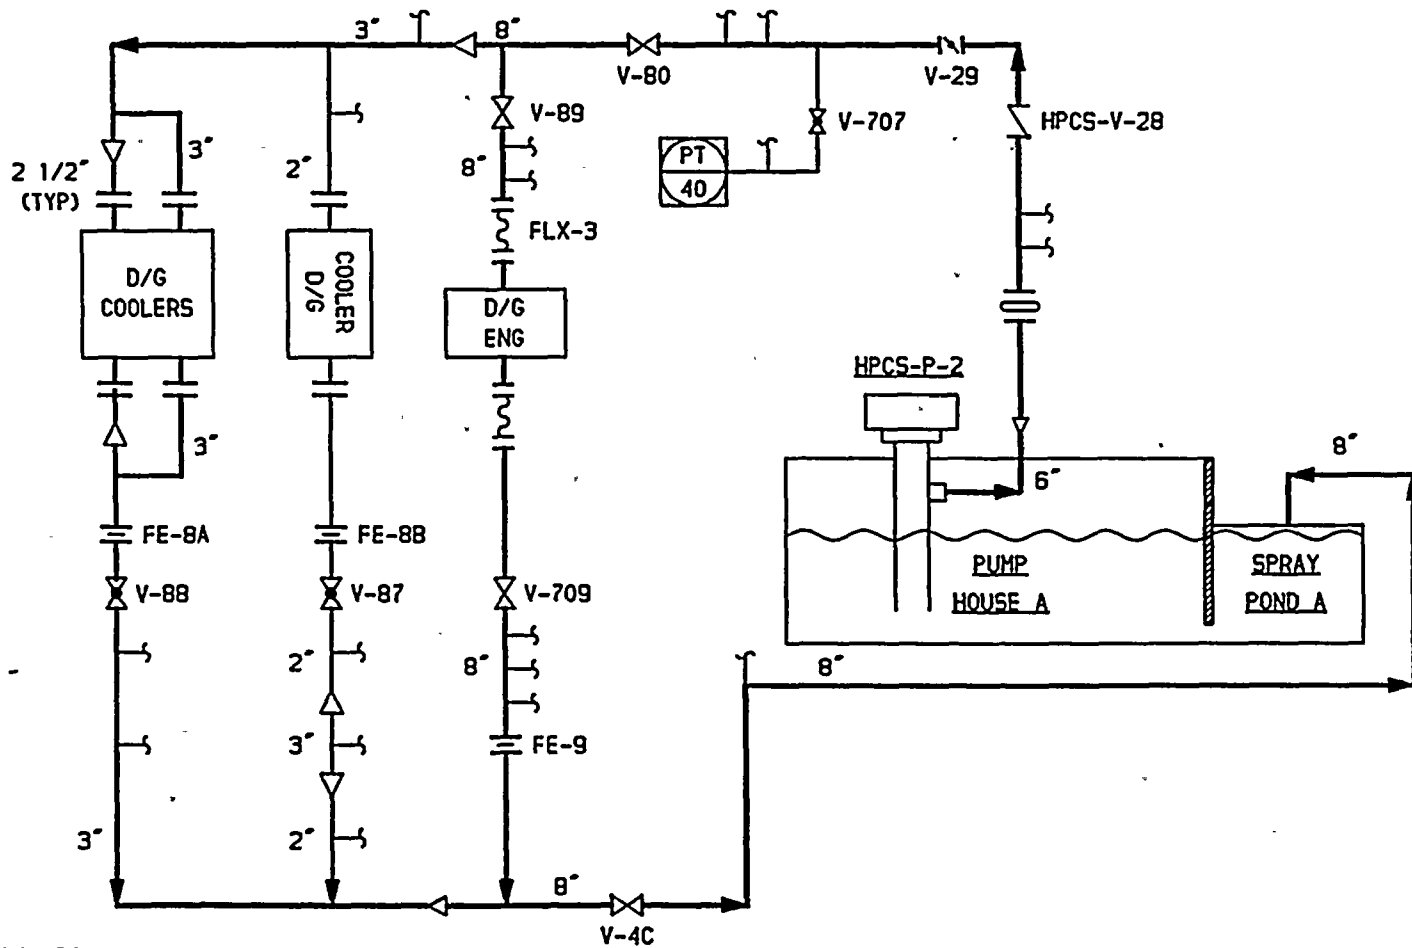 3"
8"
V-80
V-29
V-89
V-707
HPCS-V-28
2 1/2"
(TYP)
3"
2"
8"
PT
40
FLX-3
D/G
COOLERS
COOLER
D/G
D/G
ENG
HPCS-P-2
3"
8"
6"
FE-8A
FE-8B
PUMP
HOUSE A
SPRAY
POND A
V-88
V-87
V-709
2"
8"
8"
3"
FE-9
3"
2"
8"
V-4C